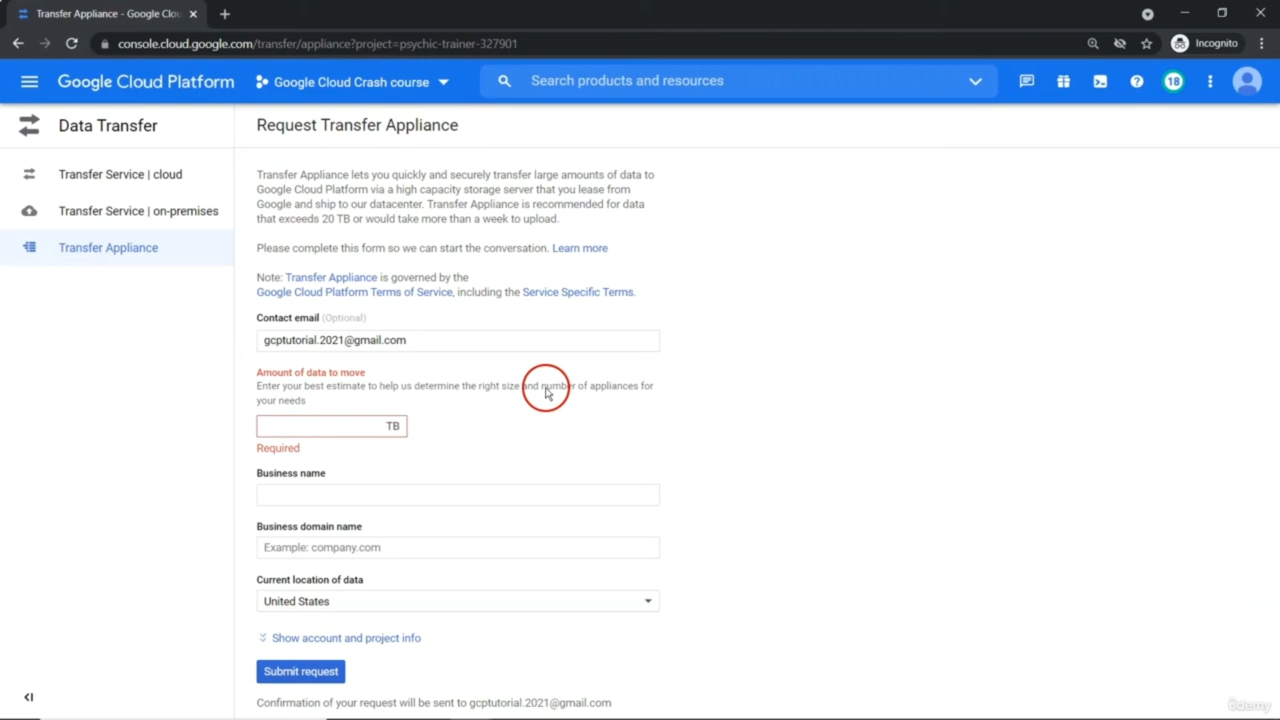 Transfer Appliance - Google Clou
console.cloud.google.com/transfer/appliance?project=psychic-trainer-327901
Incognito
Google Cloud Platform
Google Cloud Crash course
Search products and resources
18
Data Transfer
Request Transfer Appliance
Transfer Service | cloud
Transfer Service | on-premises
Transfer Appliance
Transfer Appliance lets you quickly and securely transfer large amounts of data to
Google Cloud Platform via a high capacity storage server that you lease from
Google and ship to our datacenter. Transfer Appliance is recommended for data
that exceeds 20 TB or would take more than a week to upload.
Please complete this form so we can start the conversation. Learn more
Note: Transfer Appliance is governed by the
Google Cloud Platform Terms of Service, including the Service Specific Terms.
Contact email (Optional)
gcptutorial.2021@gmail.com
Amount of data to move
Enter your best estimate to help us determine the right size and number of appliances for
your needs
TB
Required
Business name
Business domain name
Example: company.com
Current location of data
United States
Show account and project info
Submit request
Confirmation of your request will be sent to gcptutorial.2021@gmail.com
ûdemy